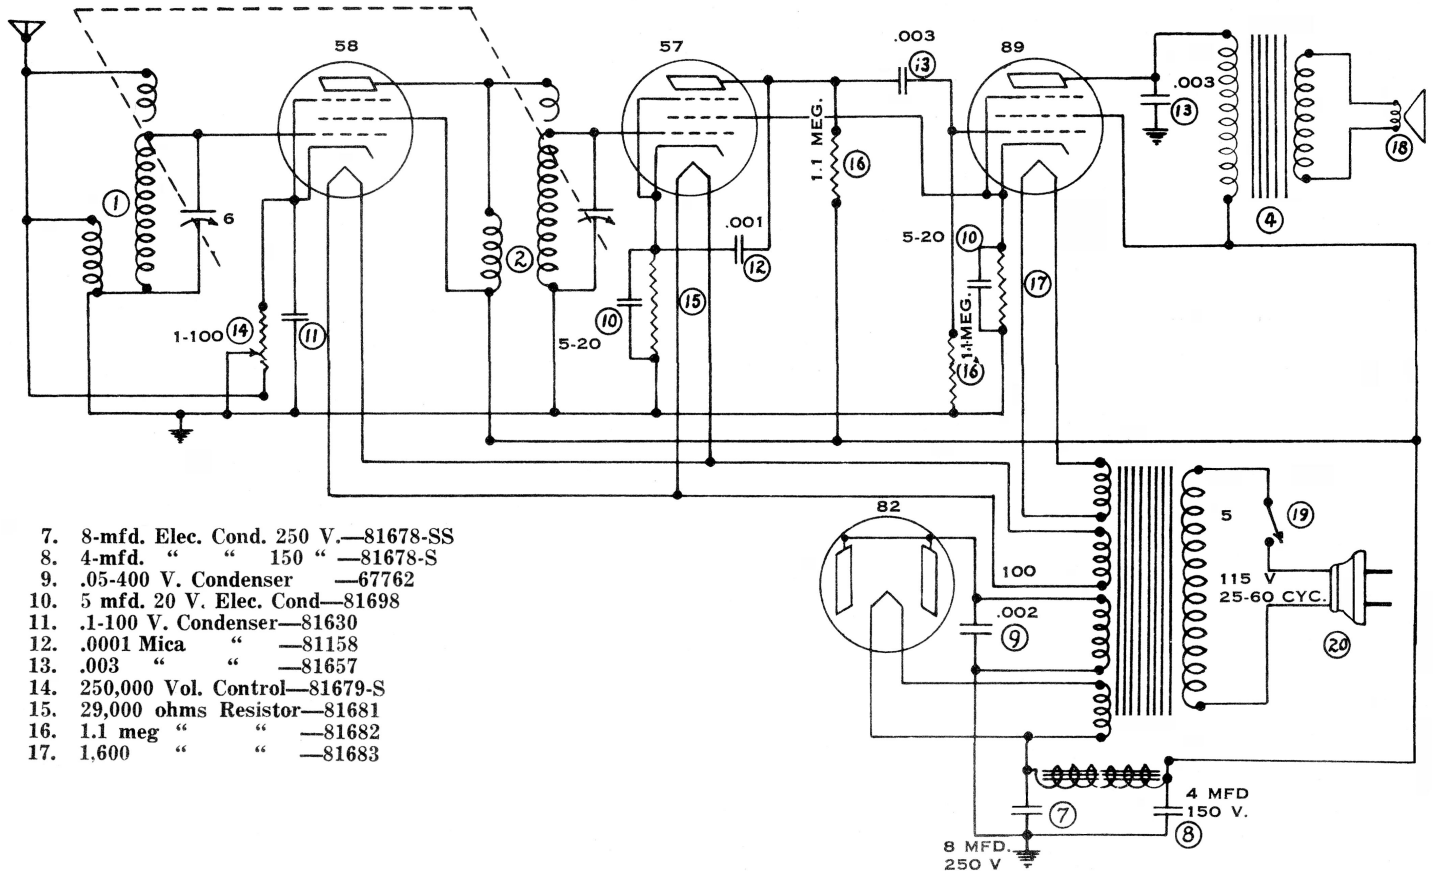 58
57
.003
13
89
.003
13
18
1
6
1.1 MEG.
16
4
.001
12
5-20
10
2
1-100
14
11
10
15
17
5-20
1.1 MEG.
16
82
5
19
100
115 V
25-60 CYC.
.002
9
20
7. 8-mfd. Elec. Cond. 250 V.—81678-SS
8. 4-mfd. “ “ 150 “ —81678-S
9. .05-400 V. Condenser —67762
10. 5 mfd. 20 V. Elec. Cond—81698
11. .1-100 V. Condenser—81630
12. .0001 Mica “ —81158
13. .003 “ “ —81657
14. 250,000 Vol. Control—81679-S
15. 29,000 ohms Resistor—81681
16. 1.1 meg “ “ —81682
17. 1,600 “ “ —81683
4 MFD
150 V.
7
8
8 MFD.
250 V